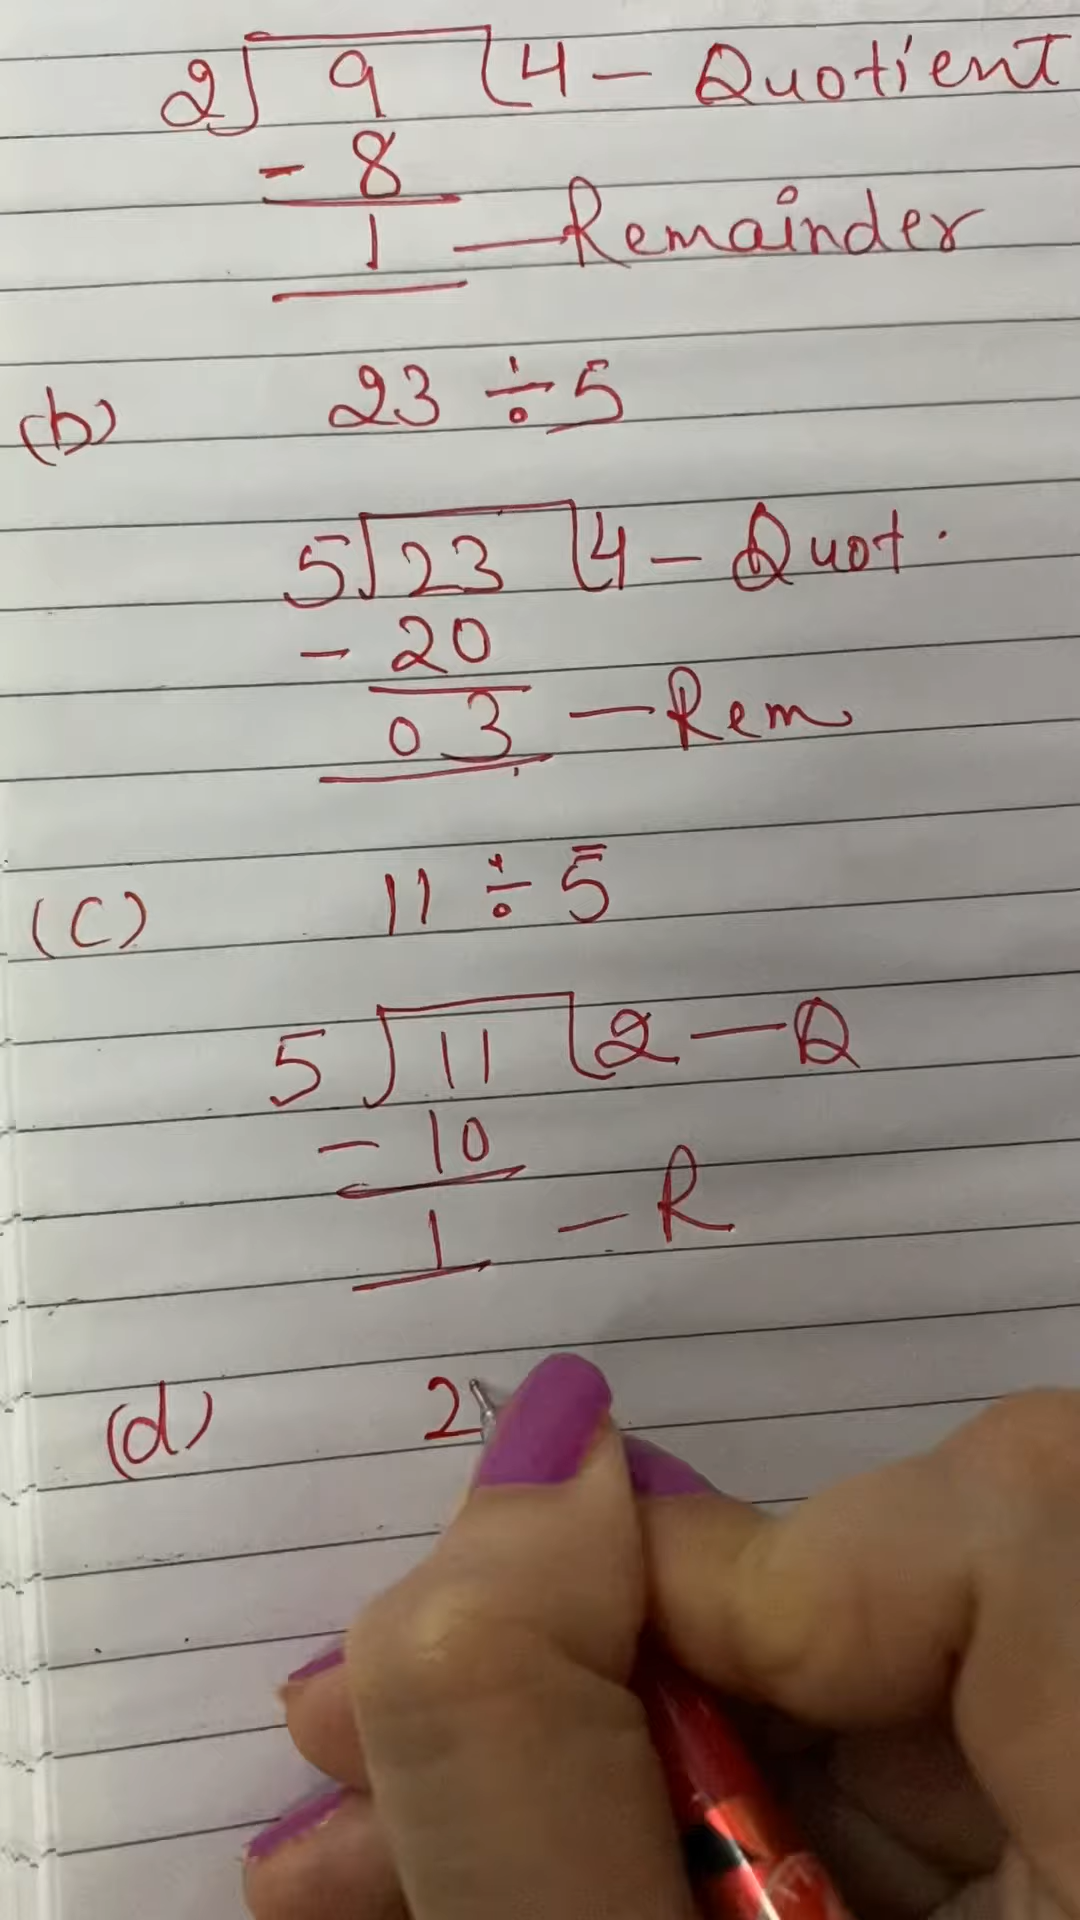 2) 9 (4 — Quotient
- 8
1 — Remainder
(b) 23 ÷ 5
5) 23 (4 — Quot.
- 20
03 — Rem
(c) 11 ÷ 5
5) 11 (2 — Q
- 10
1 — R
(d) 2